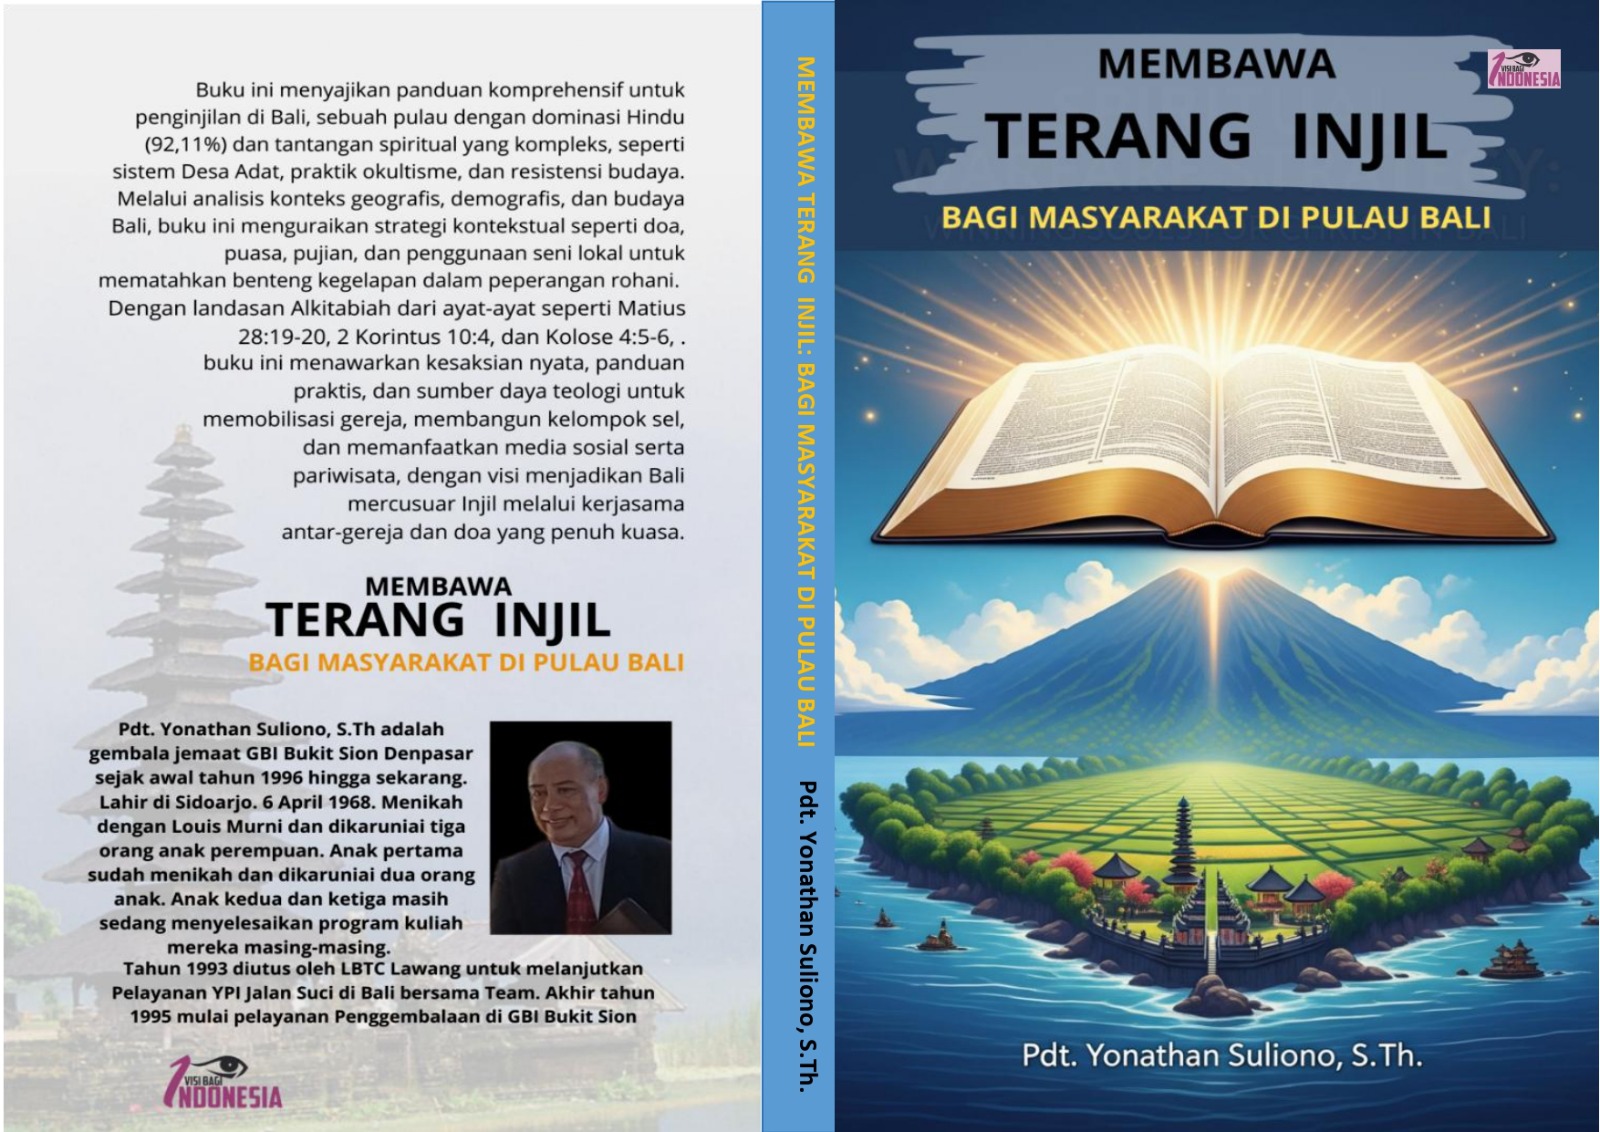 Buku ini menyajikan panduan komprehensif untuk
penginjilan di Bali, sebuah pulau dengan dominasi Hindu
(92,11%) dan tantangan spiritual yang kompleks, seperti
sistem Desa Adat, praktik okultisme, dan resistensi budaya.
Melalui analisis konteks geografis, demografis, dan budaya
Bali, buku ini menguraikan strategi kontekstual seperti doa,
puasa, pujian, dan penggunaan seni lokal untuk
mematahkan benteng kegelapan dalam peperangan rohani.
Dengan landasan Alkitabiah dari ayat-ayat seperti Matius
28:19-20, 2 Korintus 10:4, dan Kolose 4:5-6, .
buku ini menawarkan kesaksian nyata, panduan
praktis, dan sumber daya teologi untuk
memobilisasi gereja, membangun kelompok sel,
dan memanfaatkan media sosial serta
pariwisata, dengan visi menjadikan Bali
mercusuar Injil melalui kerjasama
antar-gereja dan doa yang penuh kuasa.
MEMBAWA
TERANG INJIL
BAGI MASYARAKAT DI PULAU BALI
Pdt. Yonathan Suliono, S.Th adalah
gembala jemaat GBI Bukit Sion Denpasar
sejak awal tahun 1996 hingga sekarang.
Lahir di Sidoarjo. 6 April 1968. Menikah
dengan Louis Murni dan dikaruniai tiga
orang anak perempuan. Anak pertama
sudah menikah dan dikaruniai dua orang
anak. Anak kedua dan ketiga masih
sedang menyelesaikan program kuliah
mereka masing-masing.
Tahun 1993 diutus oleh LBTC Lawang untuk melanjutkan
Pelayanan YPI Jalan Suci di Bali bersama Team. Akhir tahun
1995 mulai pelayanan Penggembalaan di GBI Bukit Sion
1 VISI BAGI
INDONESIA
MEMBAWA TERANG INJIL: BAGI MASYARAKAT DI PULAU BALI Pdt. Yonathan Suliono, S.Th.
MEMBAWA
TERANG INJIL
BAGI MASYARAKAT DI PULAU BALI
1 VISI BAGI
INDONESIA
Pdt. Yonathan Suliono, S.Th.